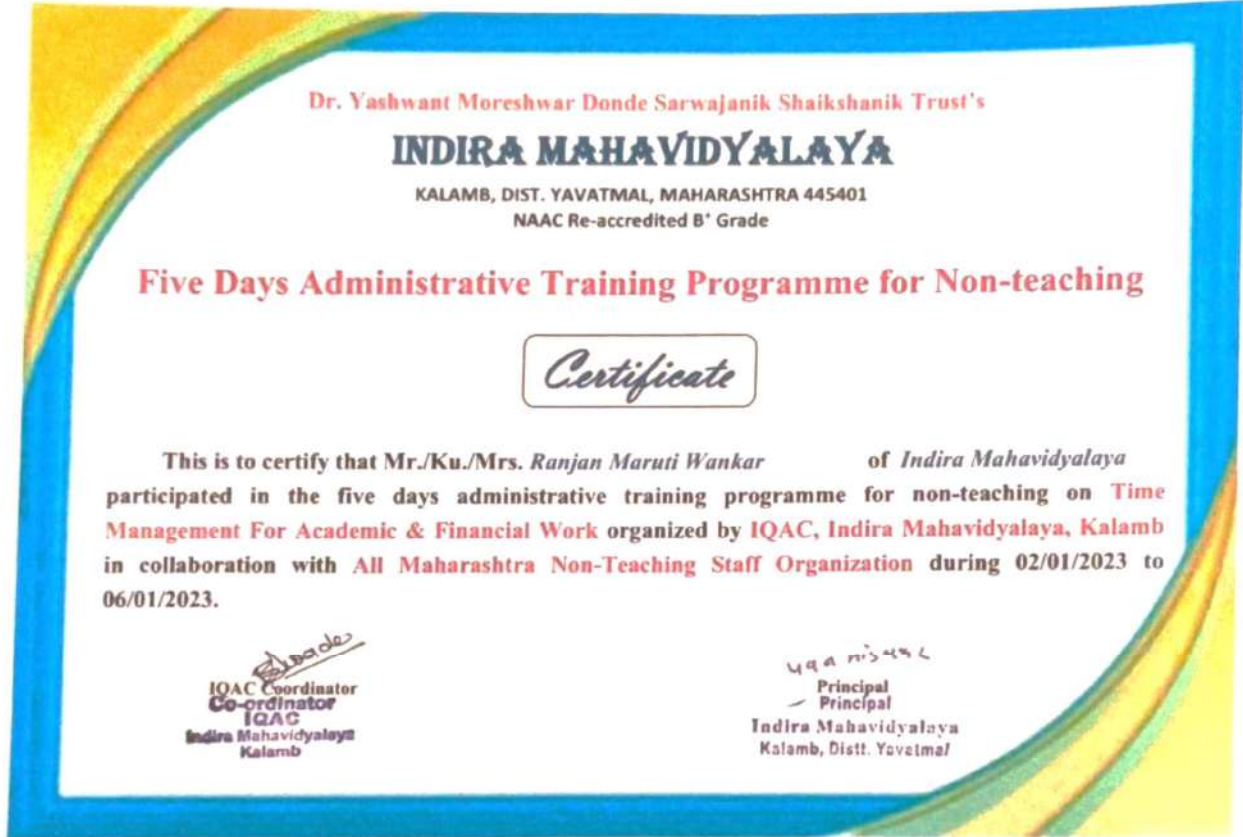 Dr. Yashwant Moreshwar Donde Sarwajanik Shaikshanik Trust's
INDIRA MAHAVIDYALAYA
KALAMB, DIST. YAVATMAL, MAHARASHTRA 445401
NAAC Re-accredited B+ Grade
Five Days Administrative Training Programme for Non-teaching
Certificate
This is to certify that Mr./Ku./Mrs. Ranjan Maruti Wankar of Indira Mahavidyalaya
participated in the five days administrative training programme for non-teaching on Time
Management For Academic & Financial Work organized by IQAC, Indira Mahavidyalaya, Kalamb
in collaboration with All Maharashtra Non-Teaching Staff Organization during 02/01/2023 to
06/01/2023.
IQAC Coordinator
Co-ordinator
IQAC
Indira Mahavidyalaya
Kalamb
Principal
Principal
Indira Mahavidyalaya
Kalamb, Distt. Yavatmal